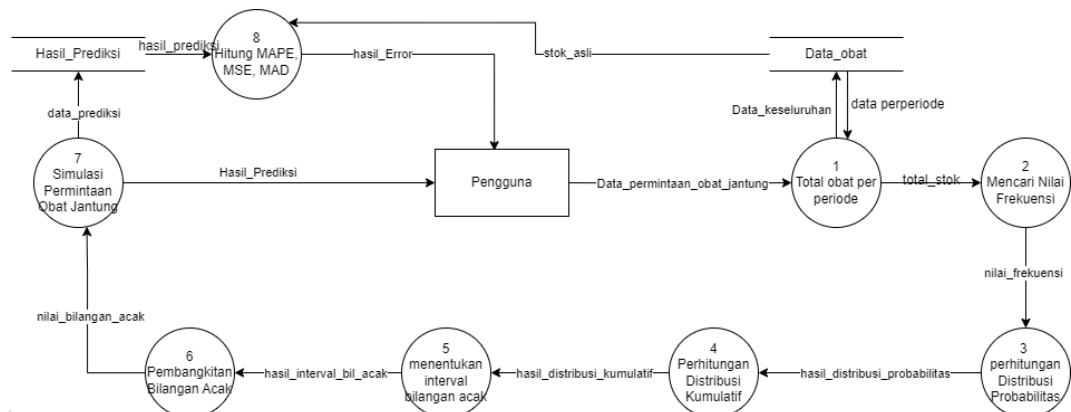 Hasil_Prediksi
hasil_prediksi
8
Hitung MAPE,
MSE, MAD
hasil_Error
stok_asli
Data_obat
data_prediksi
Data_keseluruhan
data perperiode
7
Simulasi
Permintaan
Obat Jantung
Hasil_Prediksi
Pengguna
Data_permintaan_obat_jantung
1
Total obat per
periode
total_stok
2
Mencari Nilai
Frekuensi
nilai_frekuensi
nilai_bilangan_acak
6
Pembangkitan
Bilangan Acak
hasil_interval_bil_acak
5
menentukan
interval
bilangan acak
hasil_distribusi_kumulatif
4
Perhitungan
Distribusi
Kumulatif
hasil_distribusi_probabilitas
3
perhitungan
Distribusi
Probabilitas